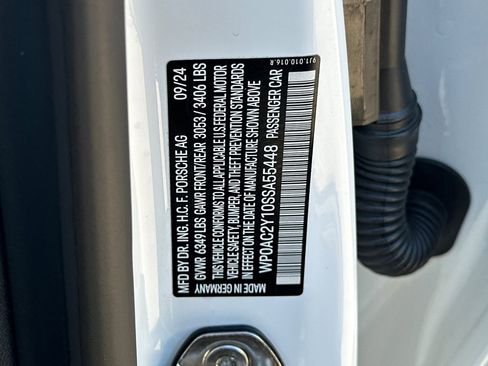 MFD BY DR. ING. H.C. F. PORSCHE AG 09/24
GVWR 6349 LBS GAWR FRONT/REAR 3053 / 3406 LBS
THIS VEHICLE CONFORMS TO ALL APPLICABLE U.S. FEDERAL MOTOR
VEHICLE SAFETY, BUMPER, AND THEFT PREVENTION STANDARDS
IN EFFECT ON THE DATE OF MANUFACTURE SHOWN ABOVE
WP0AC2Y10SSA55448 PASSENGER CAR
MADE IN GERMANY
9J1.010.016.R